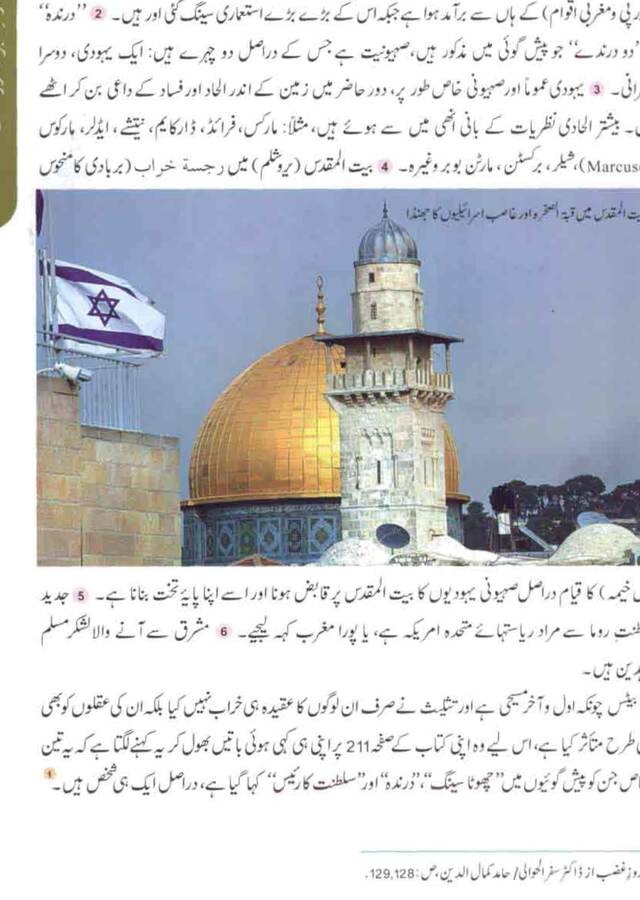 پی و مغربی اقوام) کے ہاں سے برآمد ہوا ہے جبکہ اس کے بڑے بڑے استعماری سینگ کئی اور ہیں۔ 2 ’’درندہ‘‘
’’دو درندے‘‘ جو پیش گوئی میں مذکور ہیں، صہیونیت ہے جس کے دراصل دو چہرے ہیں: ایک یہودی، دوسرا
رانی۔ 3 یہودی عموماً اور صہیونی خاص طور پر، دور حاضر میں زمین کے اندر الحاد اور فساد کے داعی بن کر اٹھے
۔ بیشتر الحادی نظریات کے بانی انھی میں سے ہوئے ہیں، مثلاً: مارکس، فرائڈ، ڈارکایم، نیتشے، ایڈلر، مارکوس
Marcus)، شیلر، برکسٹن، مارٹن بوبر وغیرہ۔ 4 بیت المقدس (یروشلم) میں رجسة خراب (بربادی کا منحوس
یت المقدس میں قبۃ الصخرہ اور غاصب اسرائیلیوں کا جھنڈا
خیمہ) کا قیام دراصل صہیونی یہودیوں کا بیت المقدس پر قابض ہونا اور اسے اپنا پایۂ تخت بنانا ہے۔ 5 جدید
طنتِ روما سے مراد ریاستہائے متحدہ امریکہ ہے، یا پورا مغرب کہہ لیجیے۔ 6 مشرق سے آنے والا لشکر مسلم
ہدین ہیں۔
بیٹس چونکہ اول و آخر مسیحی ہے اور تثلیث نے صرف ان لوگوں کا عقیدہ ہی خراب نہیں کیا بلکہ ان کی عقلوں کو بھی
طرح متاثر کیا ہے، اس لیے وہ اپنی کتاب کے صفحہ 211 پر اپنی ہی کہی ہوئی باتیں بھول کر یہ کہنے لگتا ہے کہ یہ تین
اص جن کو پیش گوئیوں میں ’’چھوٹا سینگ‘‘، ’’درندہ‘‘ اور ’’سلطنت کا رئیس‘‘ کہا گیا ہے، دراصل ایک ہی شخص ہیں۔ 1
روزِ غضب از ڈاکٹر سفر الحوالی/ حامد کمال الدین، ص: 129,128۔